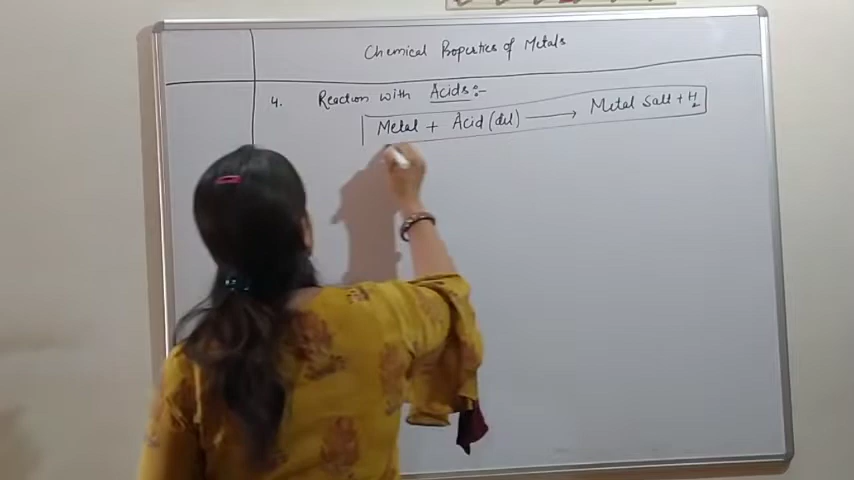 Chemical Properties of Metals
4. Reaction with Acids:-
Metal + Acid (dil) → Metal Salt + H2